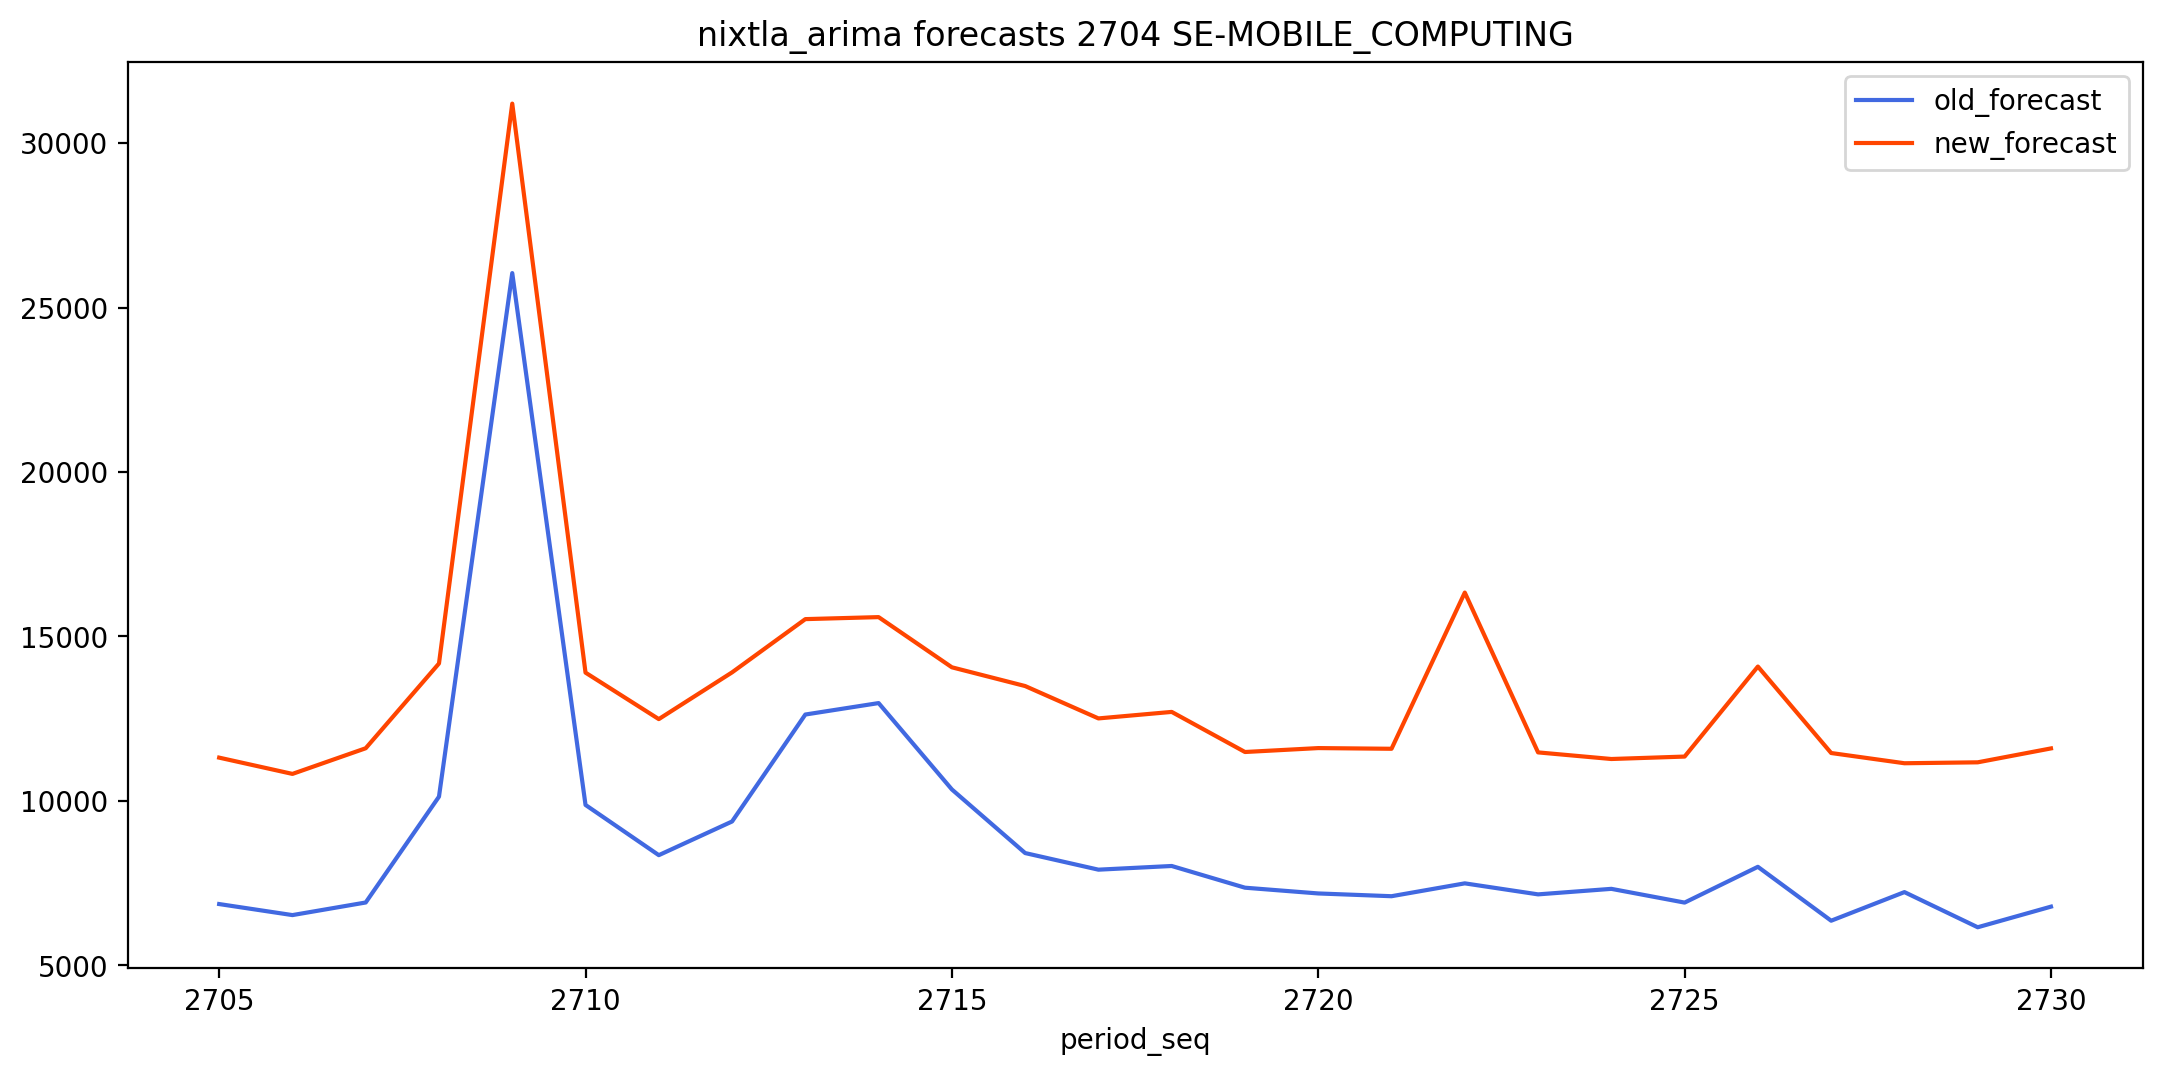 nixtla_arima forecasts 2704 SE-MOBILE_COMPUTING
old_forecast
new_forecast
30000
25000
20000
15000
10000
5000
2705 2710 2715 2720 2725 2730
period_seq